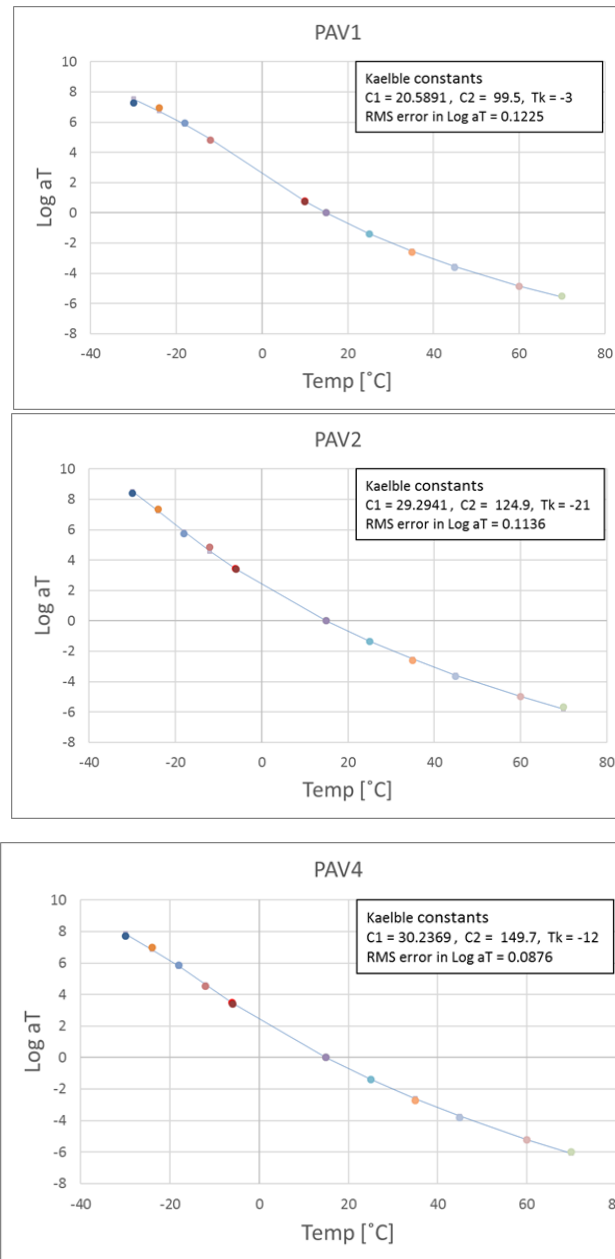 PAV1
Kaelble constants
C1 = 20.5891 , C2 = 99.5, Tk = -3
RMS error in Log aT = 0.1225
10
8
6
4
2
0
-2
-4
-6
-8
Log aT
-40 -20 0 20 40 60 80
Temp [˚C]
PAV2
Kaelble constants
C1 = 29.2941 , C2 = 124.9, Tk = -21
RMS error in Log aT = 0.1136
10
8
6
4
2
0
-2
-4
-6
-8
Log aT
-40 -20 0 20 40 60 80
Temp [˚C]
PAV4
Kaelble constants
C1 = 30.2369 , C2 = 149.7, Tk = -12
RMS error in Log aT = 0.0876
10
8
6
4
2
0
-2
-4
-6
-8
Log aT
-40 -20 0 20 40 60 80
Temp [˚C]